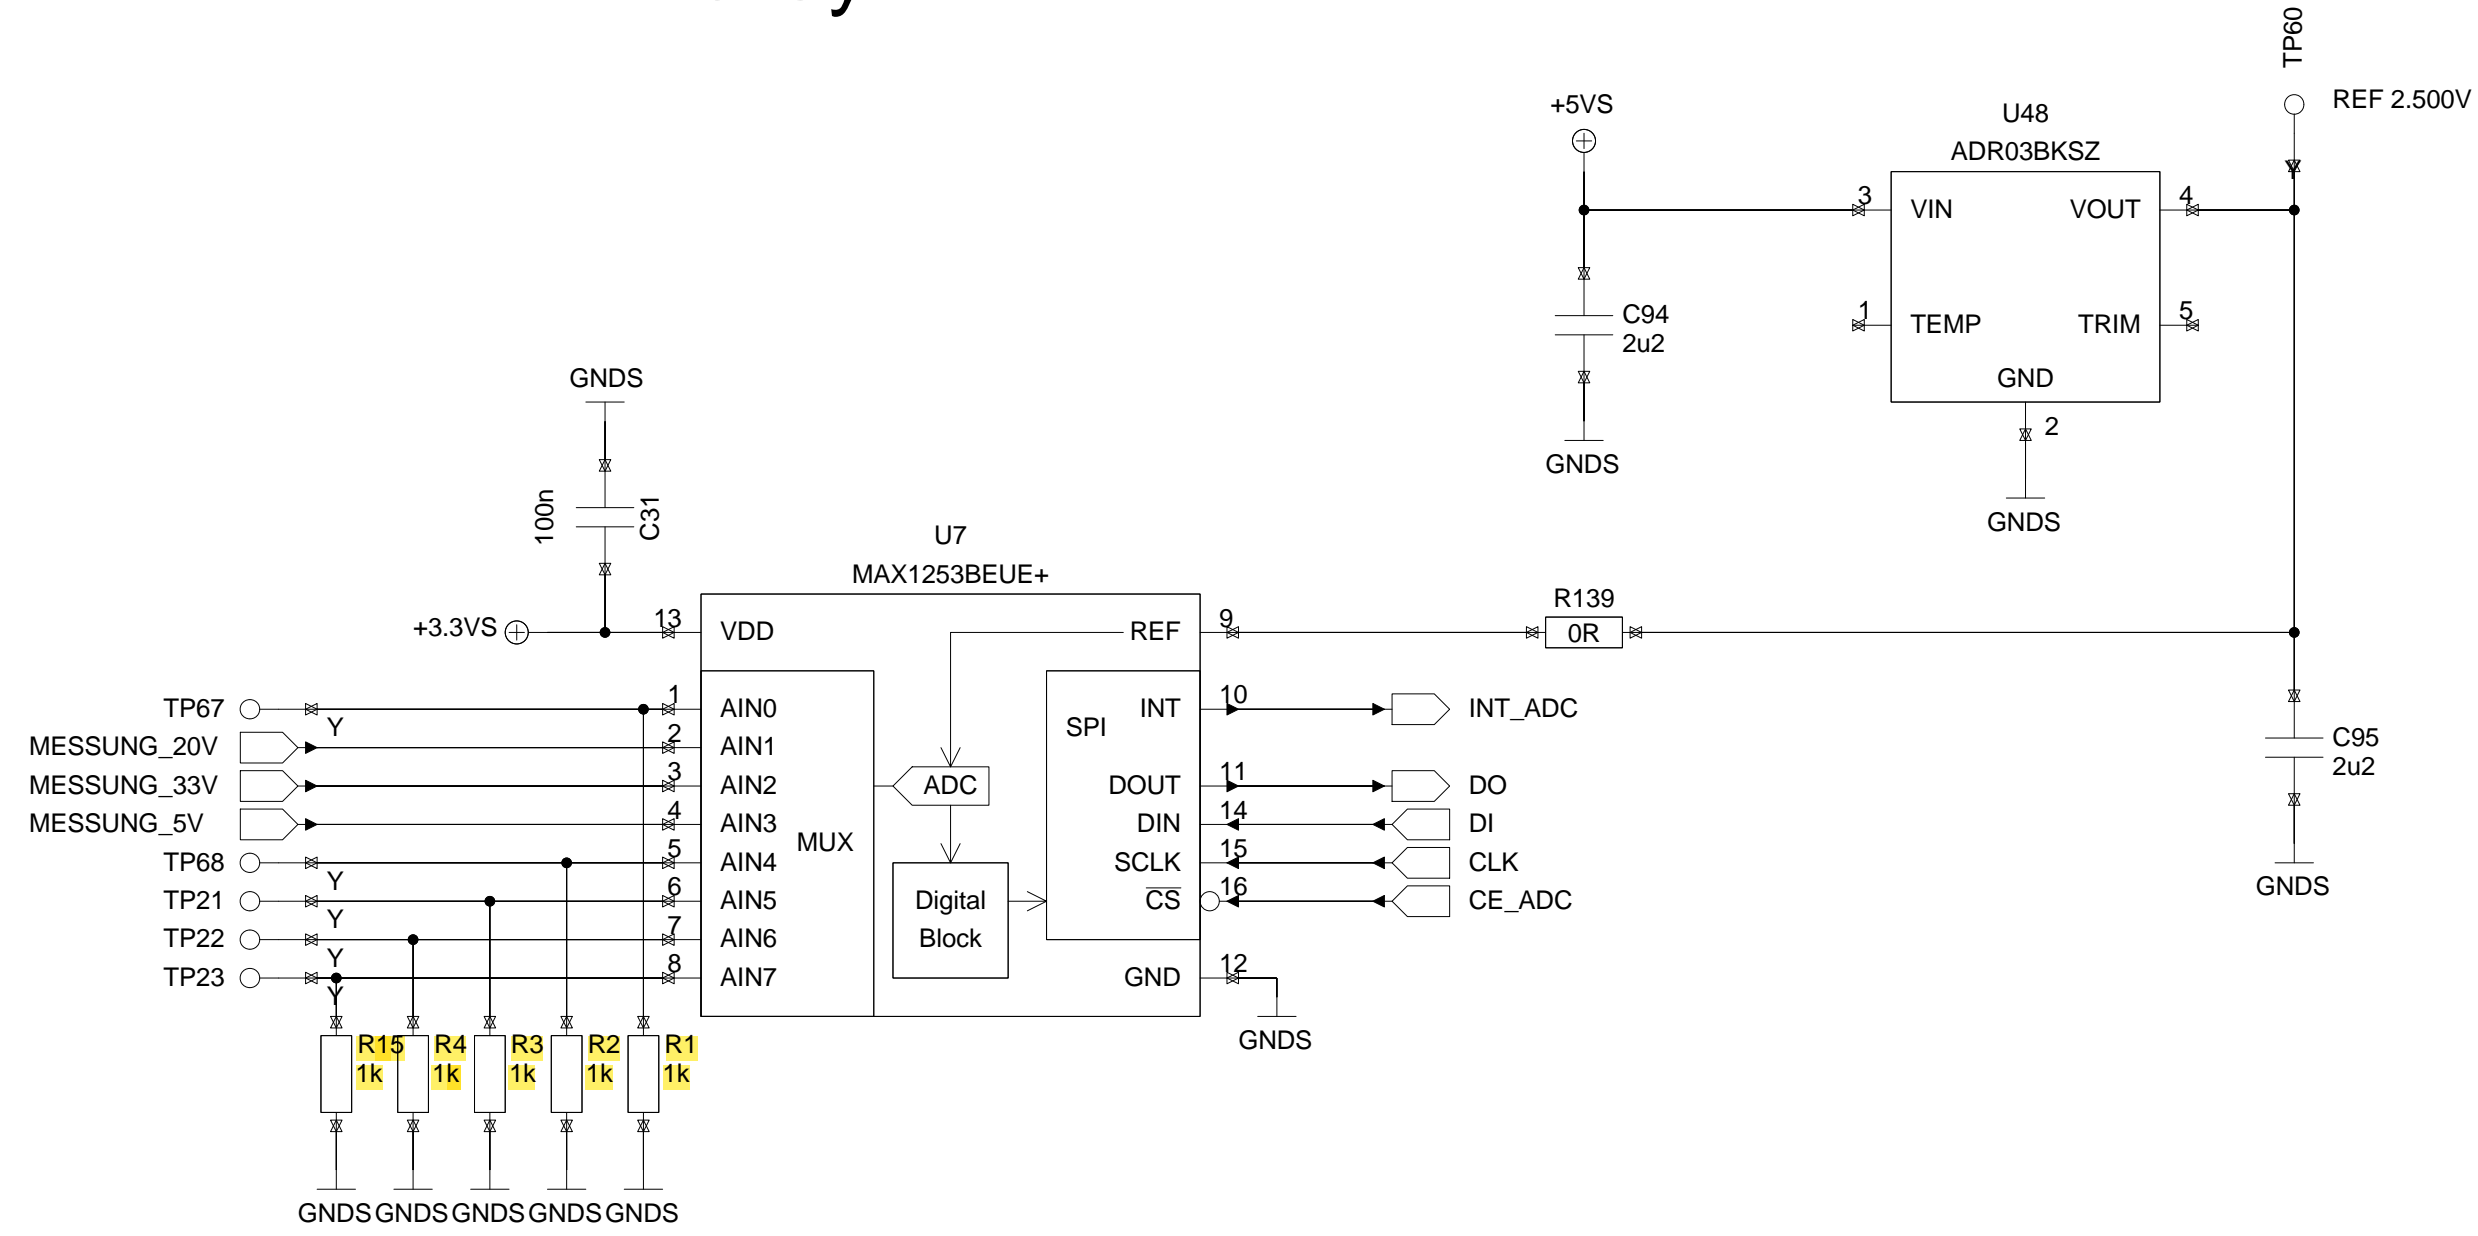 y
TP60
REF 2.500V
+5VS
U48
ADR03BKSZ
Y
3
VIN
VOUT
4
1
TEMP
TRIM
5
GND
2
GNDS
C94
2u2
GNDS
GNDS
100n
C31
U7
MAX1253BEUE+
+3.3VS
13
VDD
REF
9
R139
0R
TP67
Y
1
AIN0
INT
10
INT_ADC
SPI
MESSUNG_20V
2
AIN1
MESSUNG_33V
3
AIN2
ADC
DOUT
11
DO
MESSUNG_5V
4
AIN3
MUX
DIN
14
DI
TP68
Y
5
AIN4
SCLK
15
CLK
TP21
Y
6
AIN5
Digital
Block
CS
16
CE_ADC
TP22
Y
7
AIN6
TP23
Y
8
AIN7
GND
12
GNDS
C95
2u2
GNDS
R15
1k
R4
1k
R3
1k
R2
1k
R1
1k
GNDS GNDS GNDS GNDS GNDS